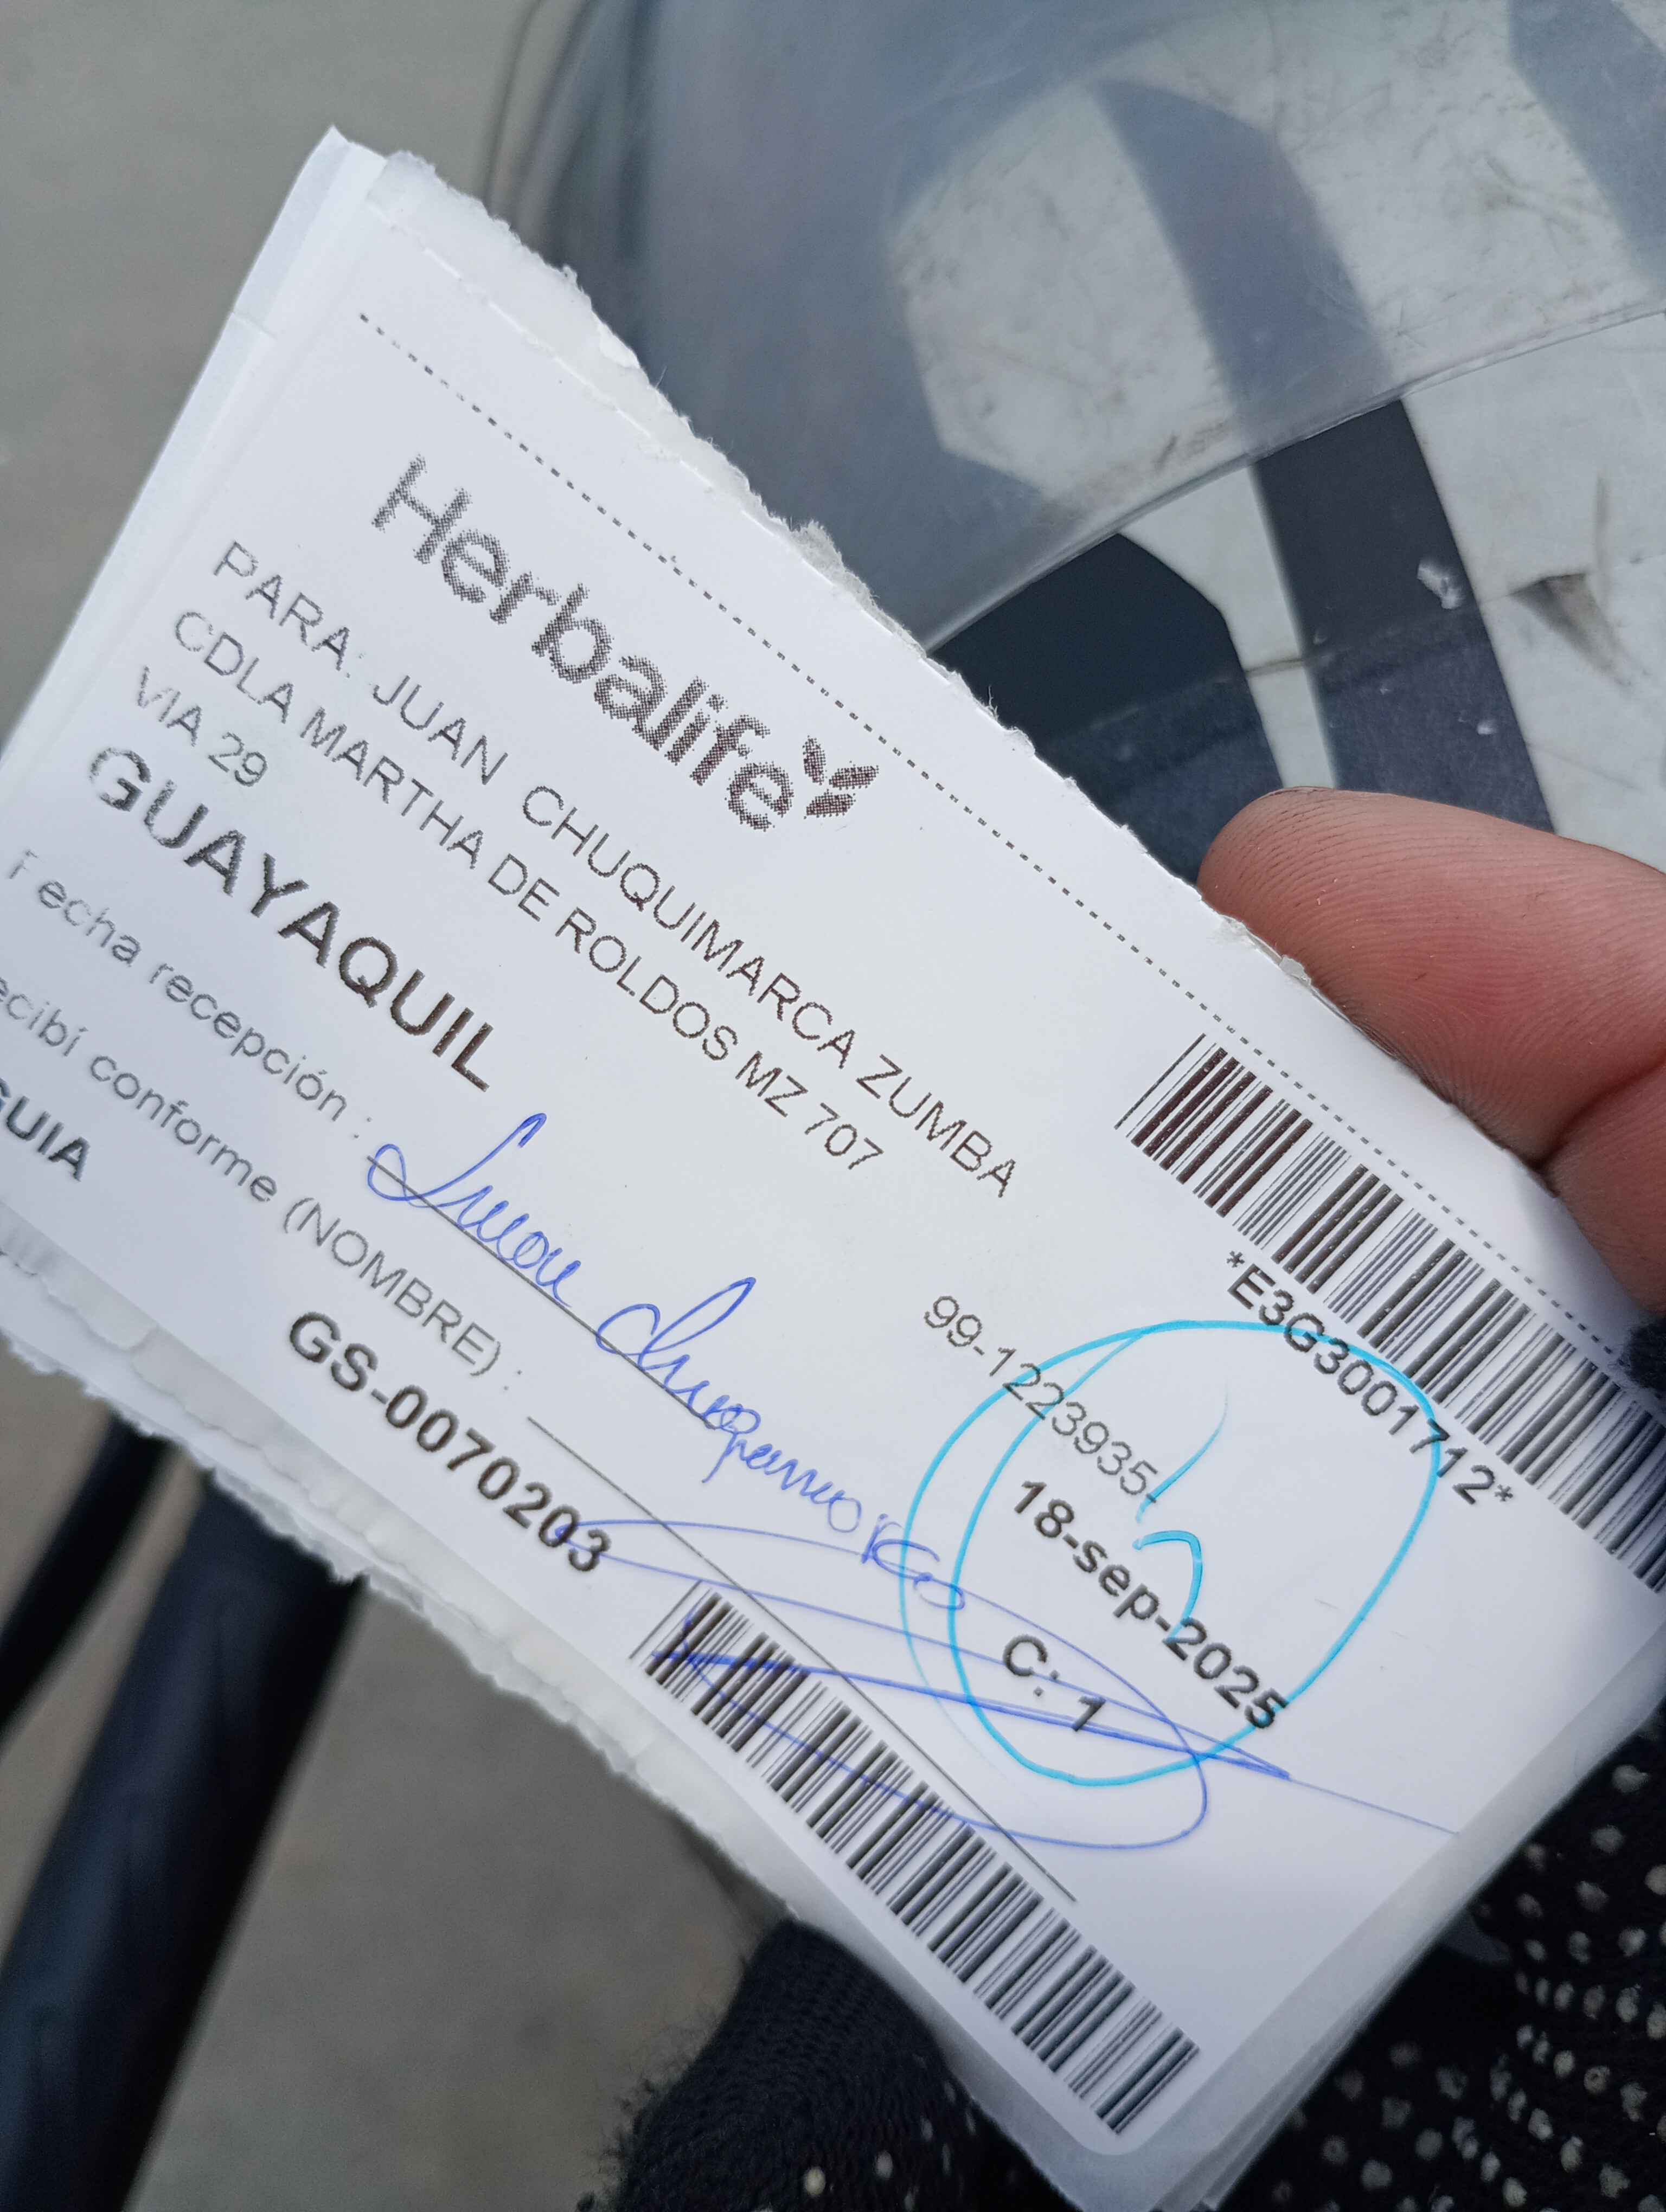 Herbalife
*E3G3001712*
PARA: JUAN CHUQUIMARCA ZUMBA
CDLA MARTHA DE ROLDOS MZ 707
VIA 29
99-1223935-
GUAYAQUIL
18-sep-2025
Fecha recepción :
C: 1
ecibí conforme (NOMBRE) :
GUIA
GS-0070203